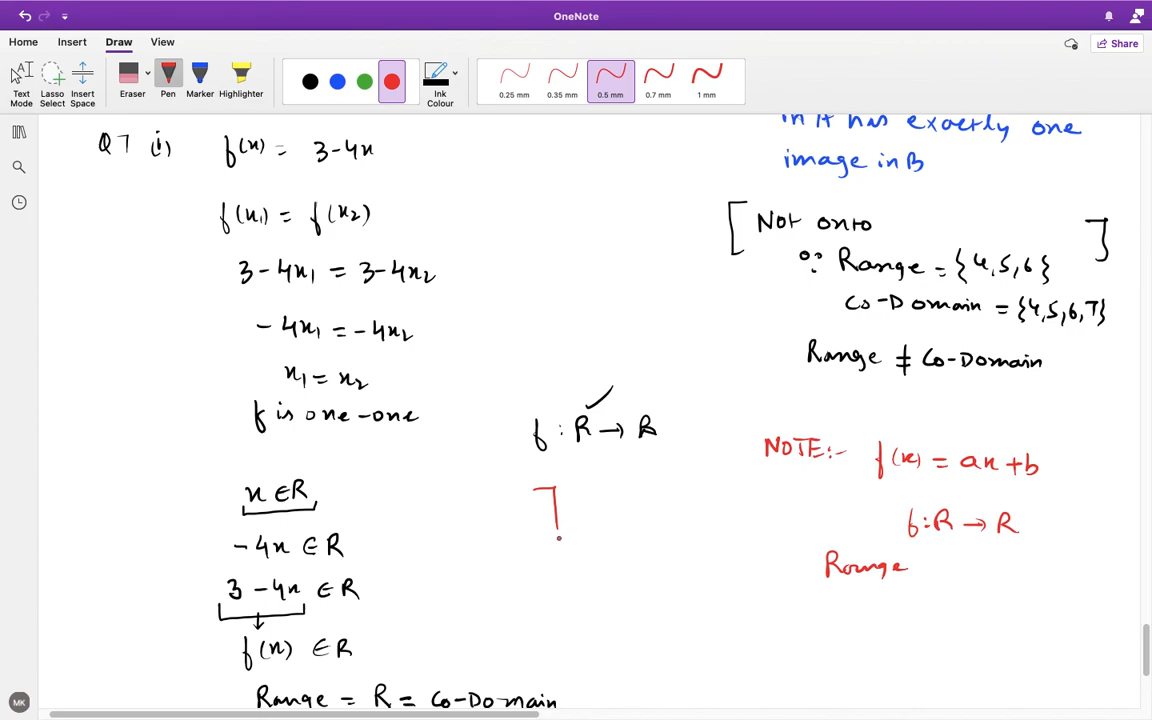 OneNote
Home Insert Draw View
Share
Text Mode
Lasso Select
Insert Space
Eraser
Pen
Marker
Highlighter
Ink Colour
0.25 mm
0.35 mm
0.5 mm
0.7 mm
1 mm
Q7 (i) f(x) = 3-4x
f(x1) = f(x2)
3-4x1 = 3-4x2
-4x1 = -4x2
x1 = x2
f is one-one
x ∈ R
-4x ∈ R
3-4x ∈ R
f(x) ∈ R
Range = R = Co-Domain
f : R → R
in A has exactly one
image in B
[Not onto]
∵ Range = {4,5,6}
Co-Domain = {4,5,6,7}
Range ≠ Co-Domain
NOTE:- f(x) = ax+b
f:R → R
Range
MK